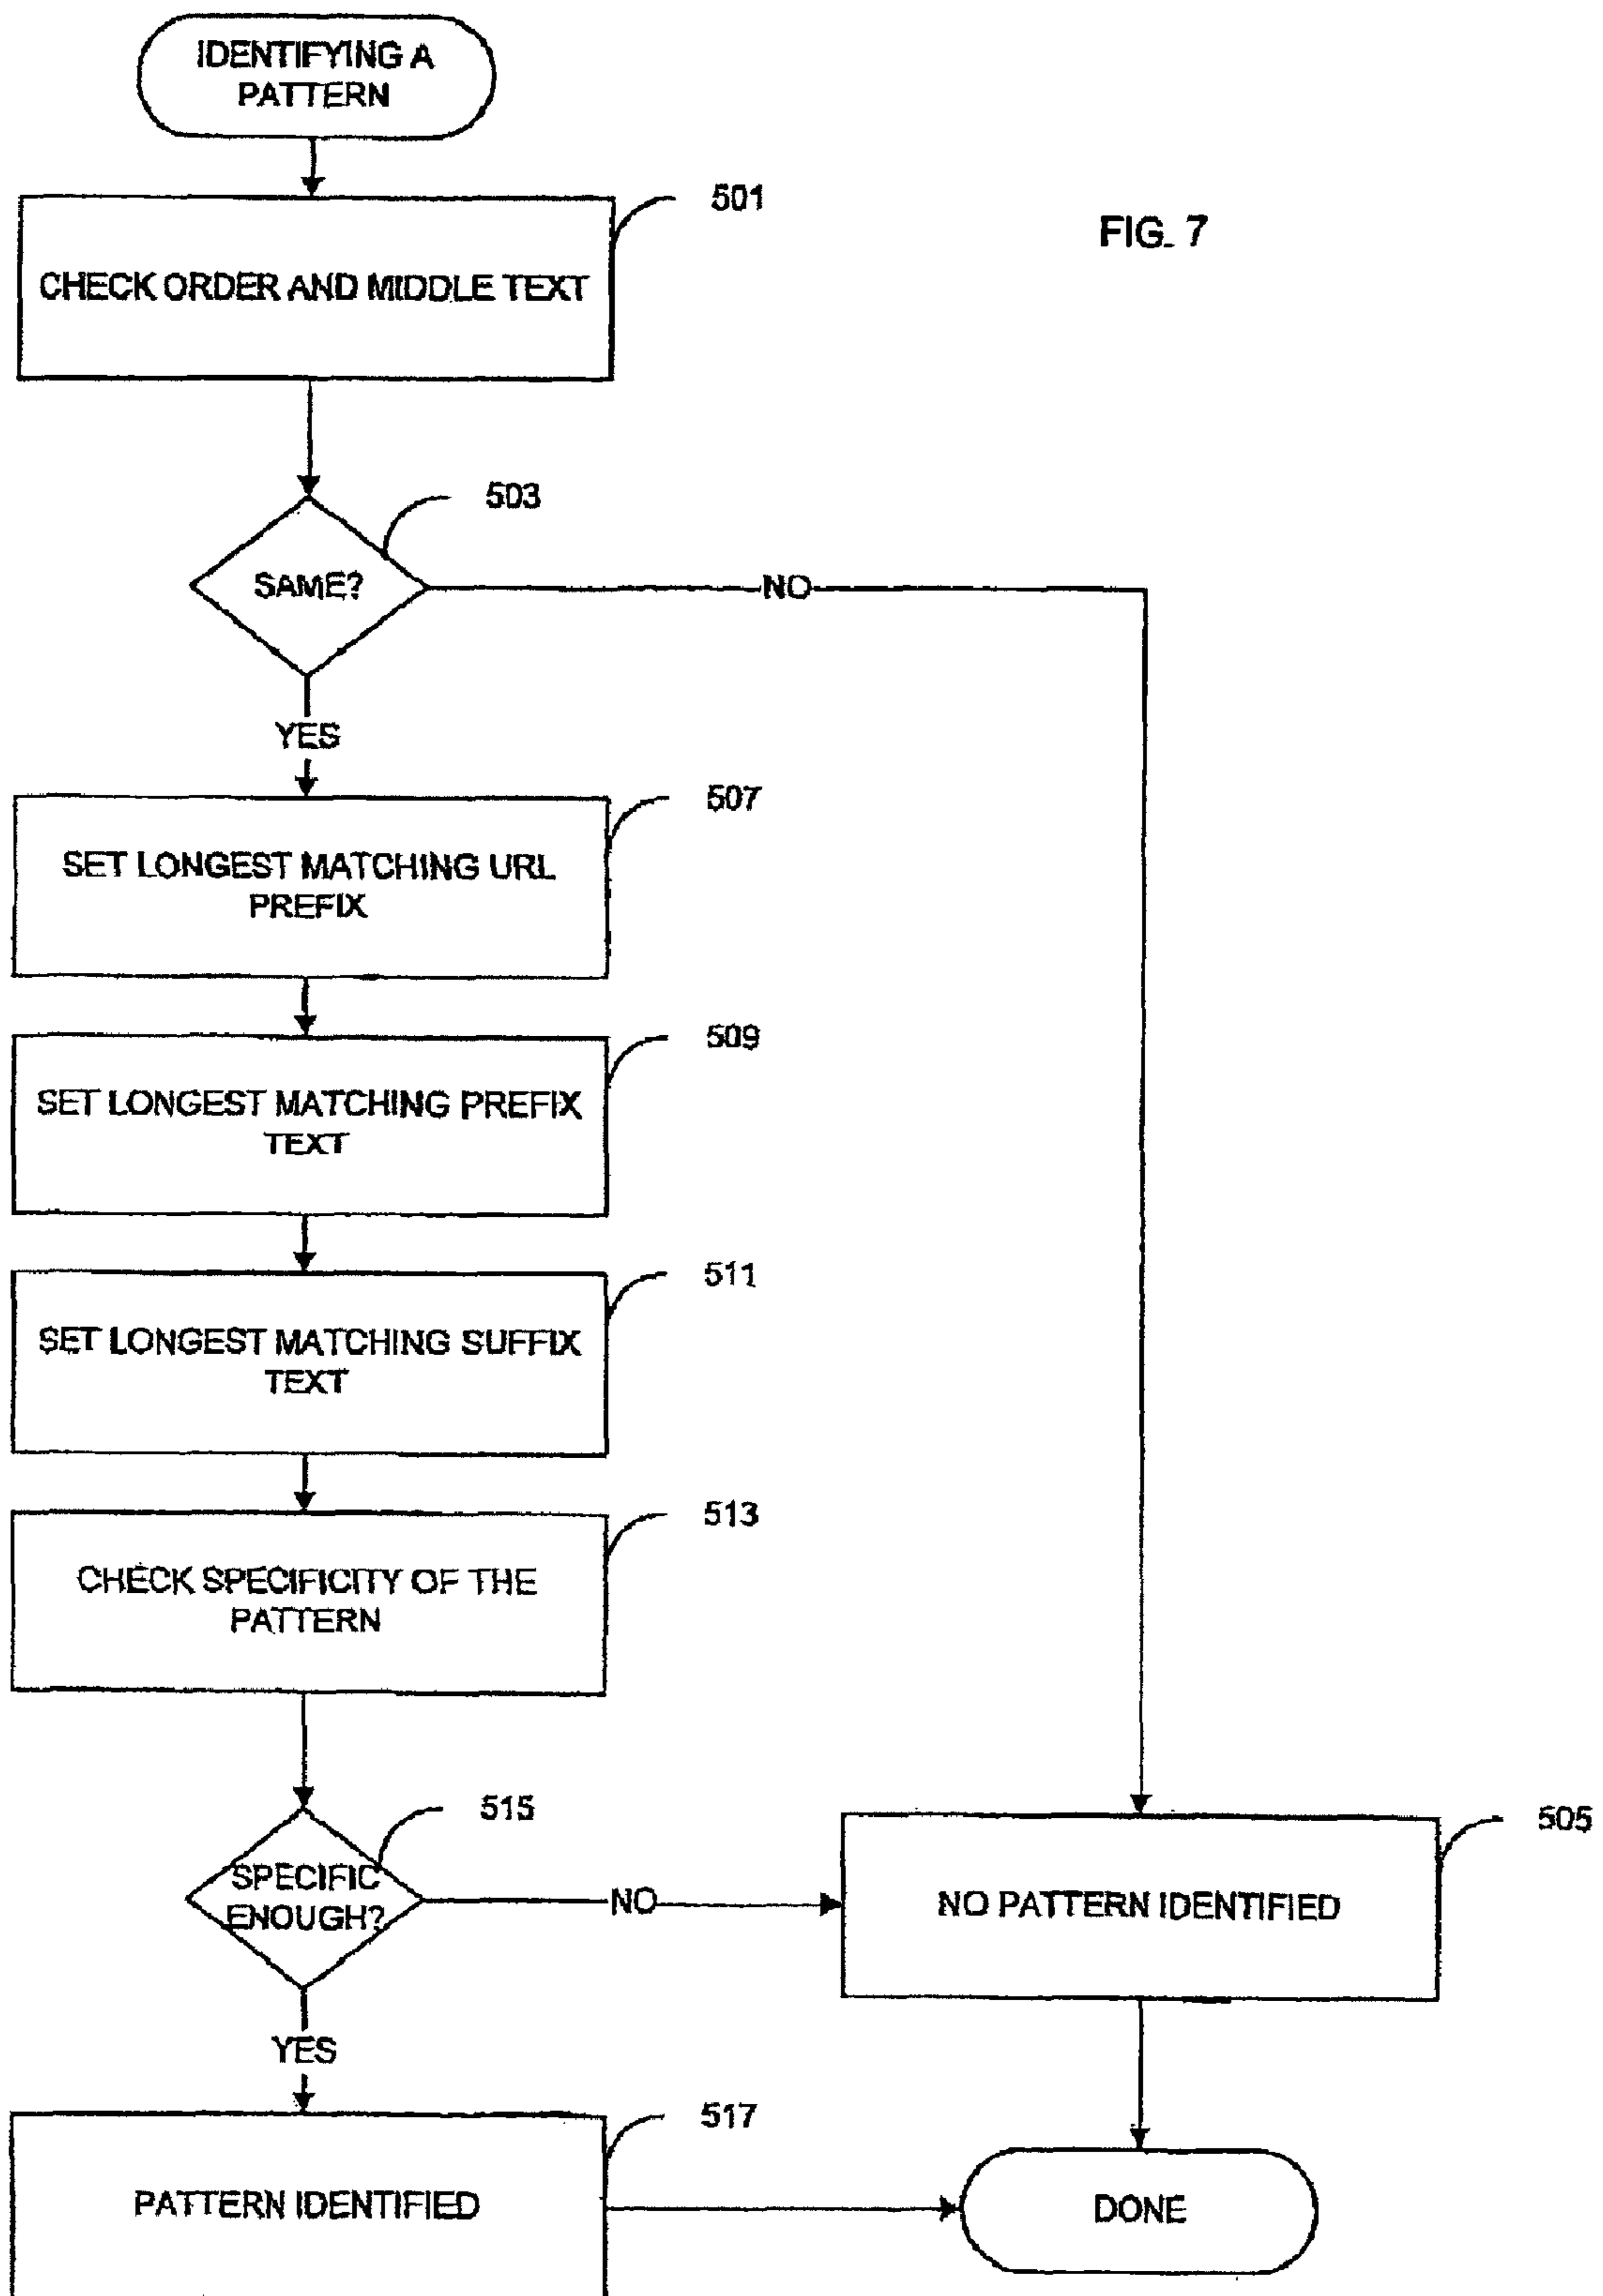 IDENTIFYING A
PATTERN
501
FIG. 7
CHECK ORDER AND MIDDLE TEXT
503
SAME?
NO
YES
507
SET LONGEST MATCHING URL
PREFIX
509
SET LONGEST MATCHING PREFIX
TEXT
511
SET LONGEST MATCHING SUFFIX
TEXT
513
CHECK SPECIFICITY OF THE
PATTERN
515
SPECIFIC
ENOUGH?
NO
505
NO PATTERN IDENTIFIED
YES
517
PATTERN IDENTIFIED
DONE